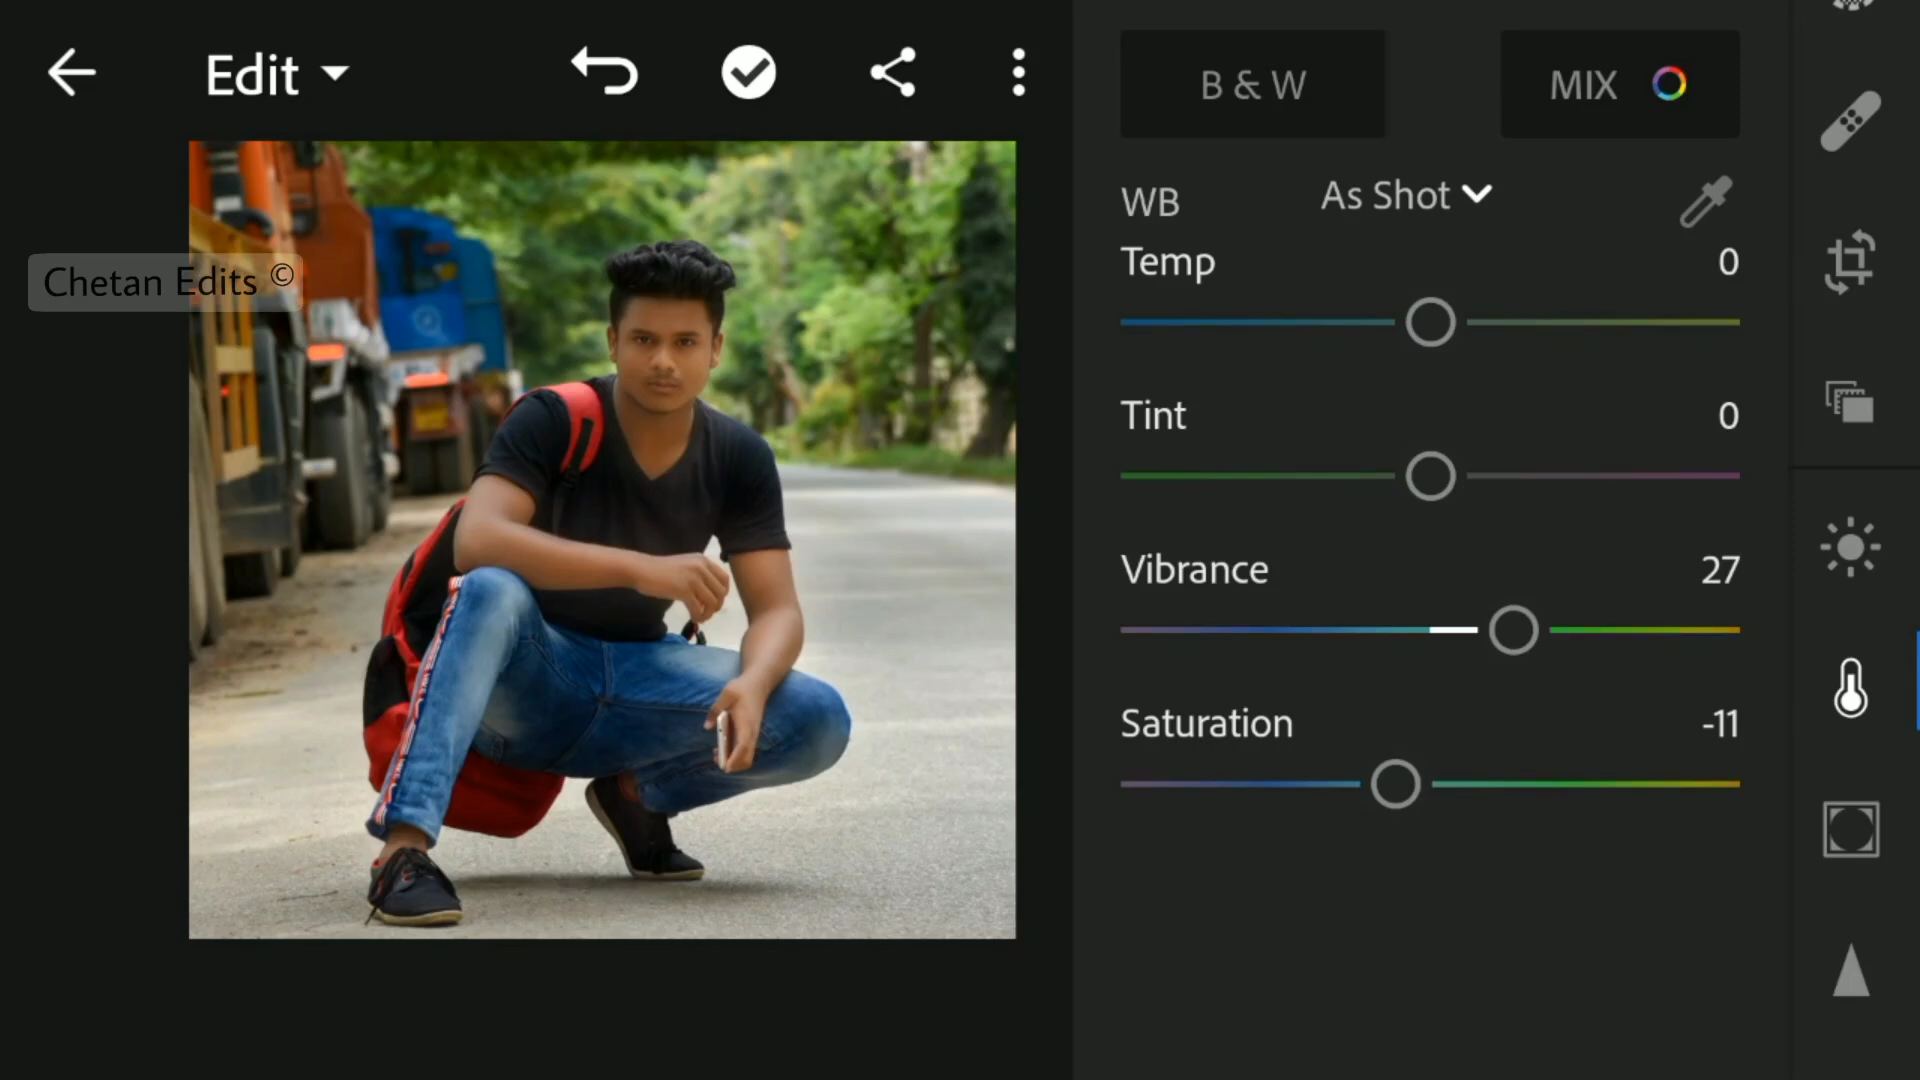 Edit
B & W
MIX
WB
As Shot
Temp
0
Chetan Edits ©
Tint
0
Vibrance
27
Saturation
-11